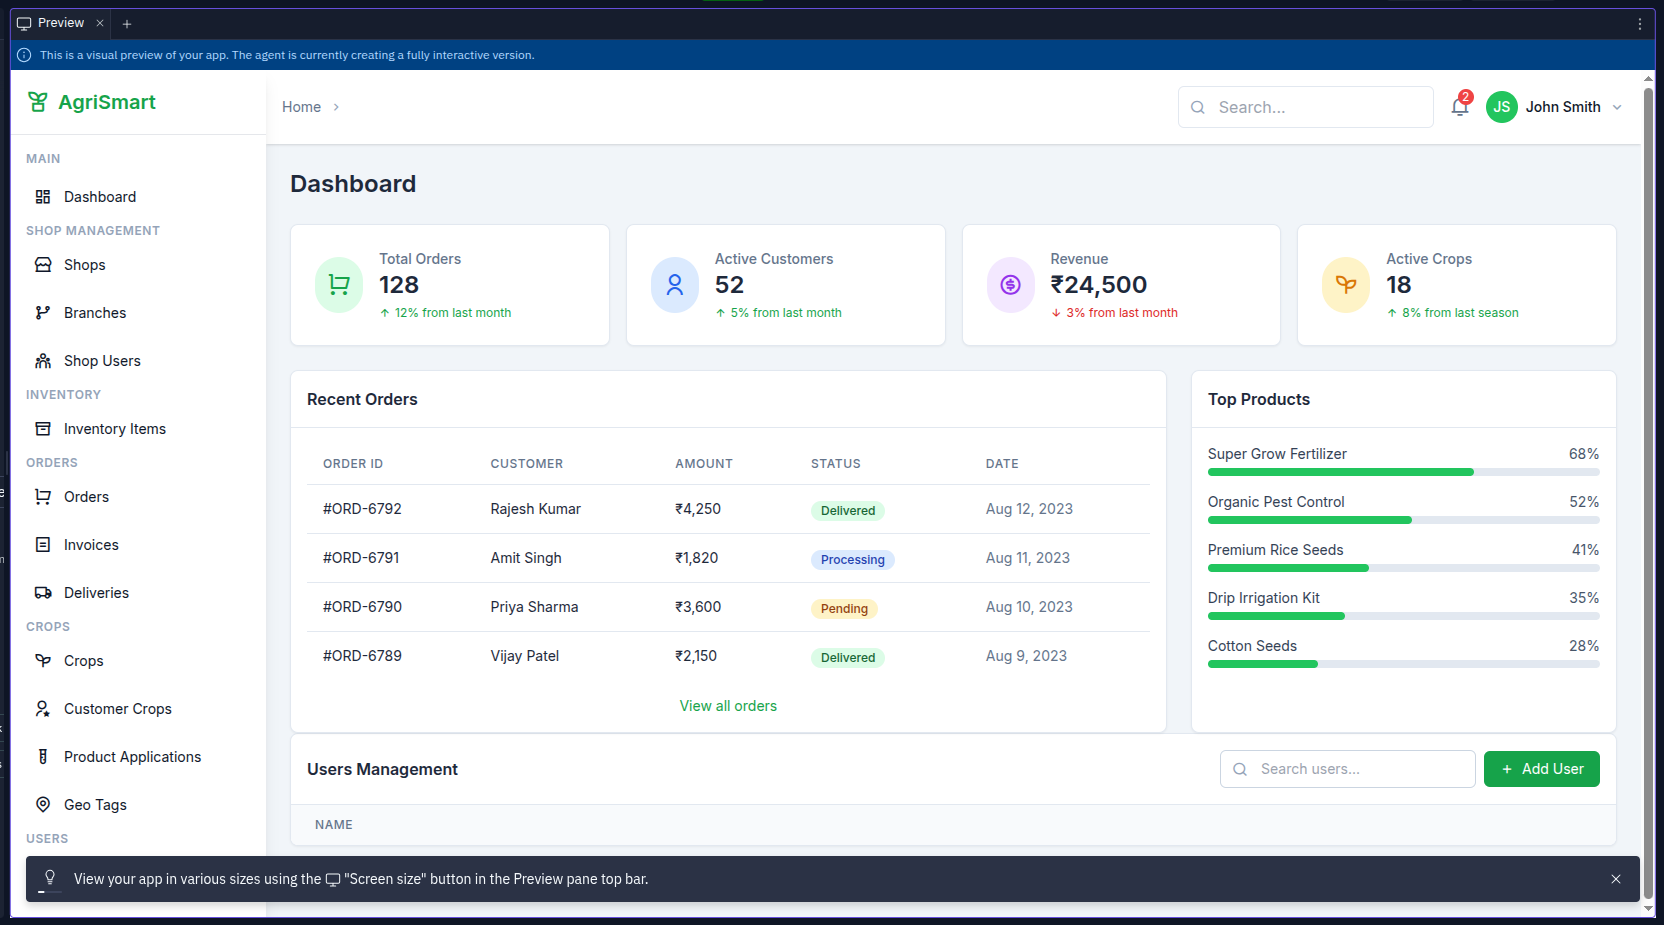 Preview
This is a visual preview of your app. The agent is currently creating a fully interactive version.
AgriSmart
Home
Search...
2
JS
John Smith
MAIN
Dashboard
SHOP MANAGEMENT
Shops
Branches
Shop Users
INVENTORY
Inventory Items
ORDERS
Orders
Invoices
Deliveries
CROPS
Crops
Customer Crops
Product Applications
Geo Tags
USERS
Dashboard
Total Orders
128
↑ 12% from last month
Active Customers
52
↑ 5% from last month
Revenue
₹24,500
↓ 3% from last month
Active Crops
18
↑ 8% from last season
Recent Orders
ORDER ID CUSTOMER AMOUNT STATUS DATE
#ORD-6792 Rajesh Kumar ₹4,250 Delivered Aug 12, 2023
#ORD-6791 Amit Singh ₹1,820 Processing Aug 11, 2023
#ORD-6790 Priya Sharma ₹3,600 Pending Aug 10, 2023
#ORD-6789 Vijay Patel ₹2,150 Delivered Aug 9, 2023
View all orders
Top Products
Super Grow Fertilizer 68%
Organic Pest Control 52%
Premium Rice Seeds 41%
Drip Irrigation Kit 35%
Cotton Seeds 28%
Users Management
Search users...
+ Add User
NAME
View your app in various sizes using the "Screen size" button in the Preview pane top bar.